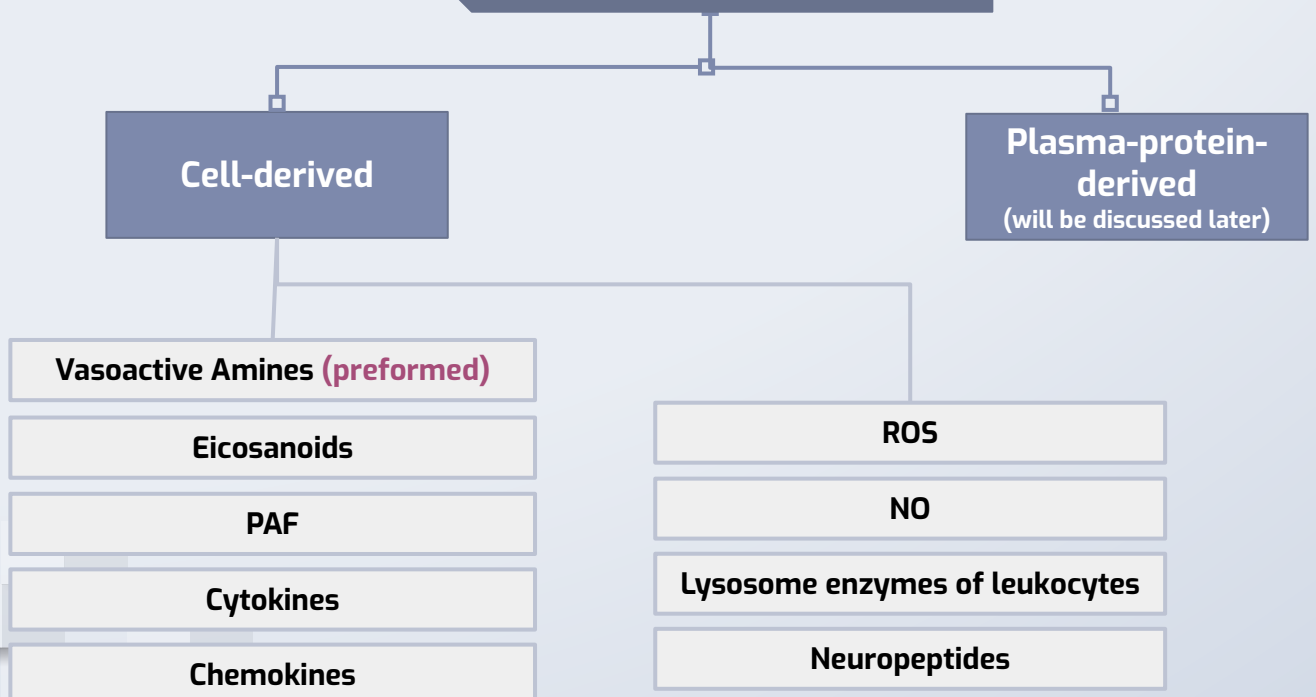 Cell-derived
Plasma-protein-
derived
(will be discussed later)
Vasoactive Amines (preformed)
Eicosanoids
PAF
Cytokines
Chemokines
ROS
NO
Lysosome enzymes of leukocytes
Neuropeptides